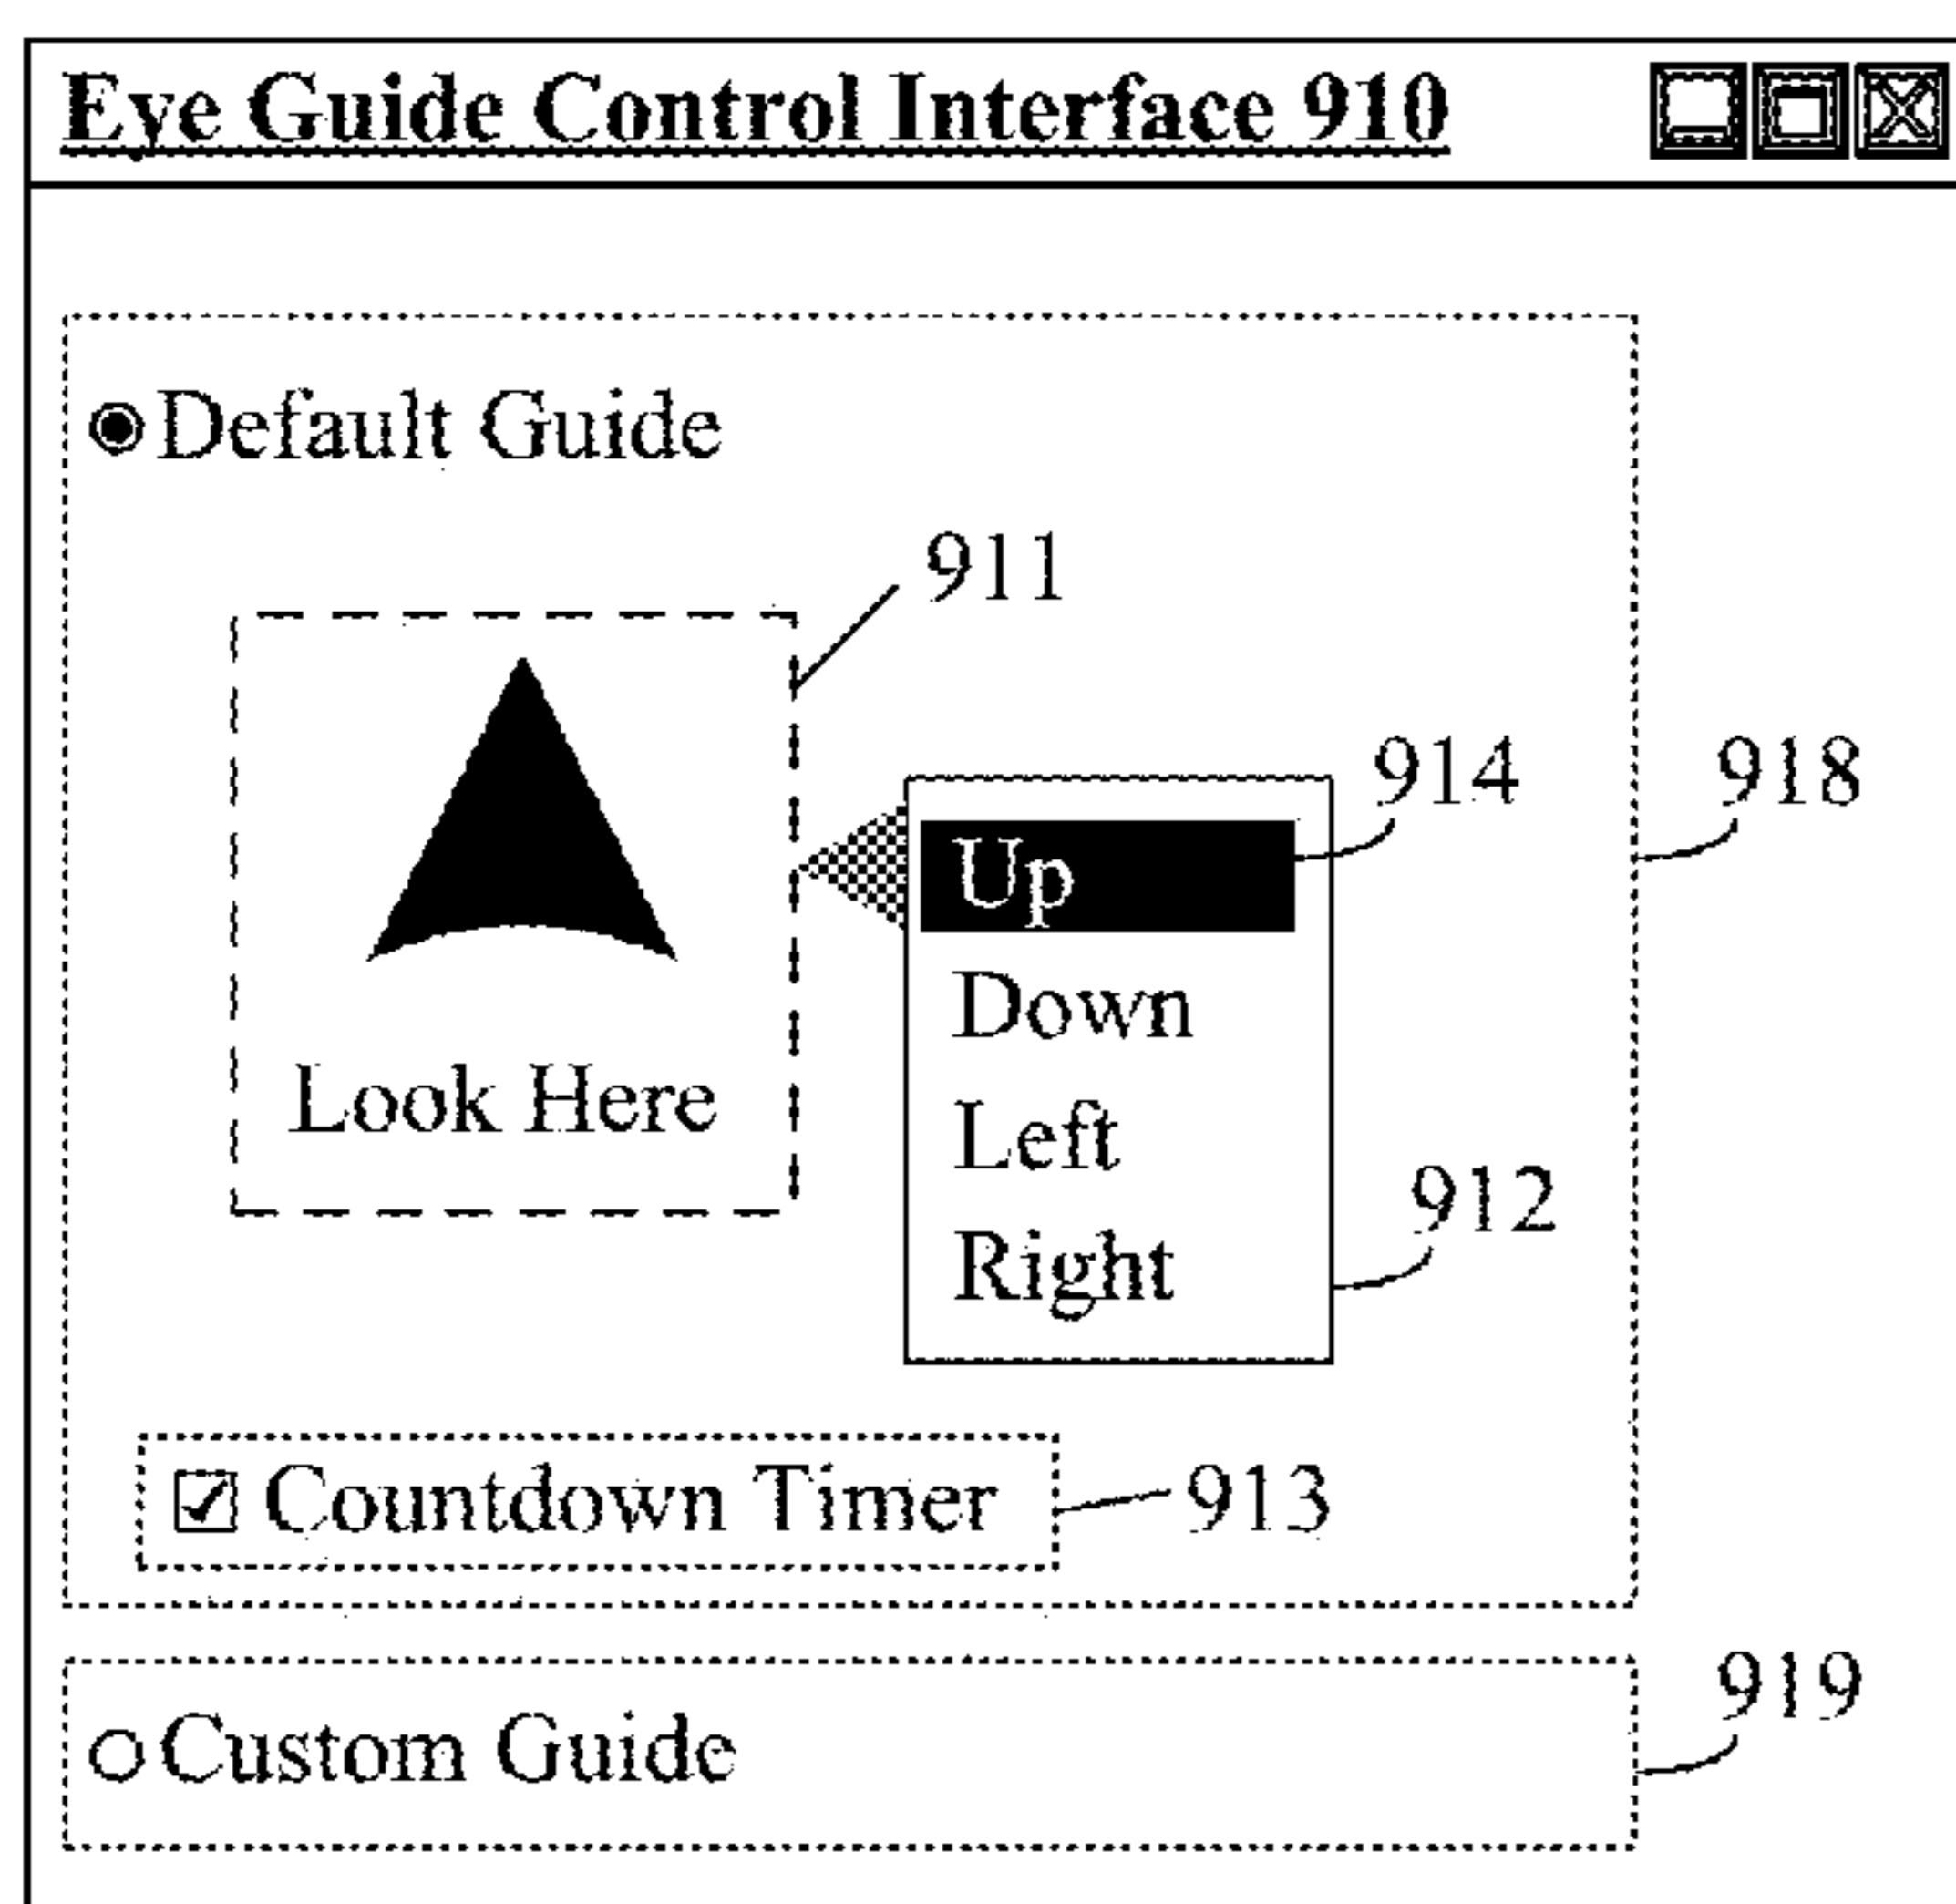 Eye Guide Control Interface 910
Default Guide
911
914
918
Up
Down
Look Here
Left
912
Right
Countdown Timer
913
919
Custom Guide